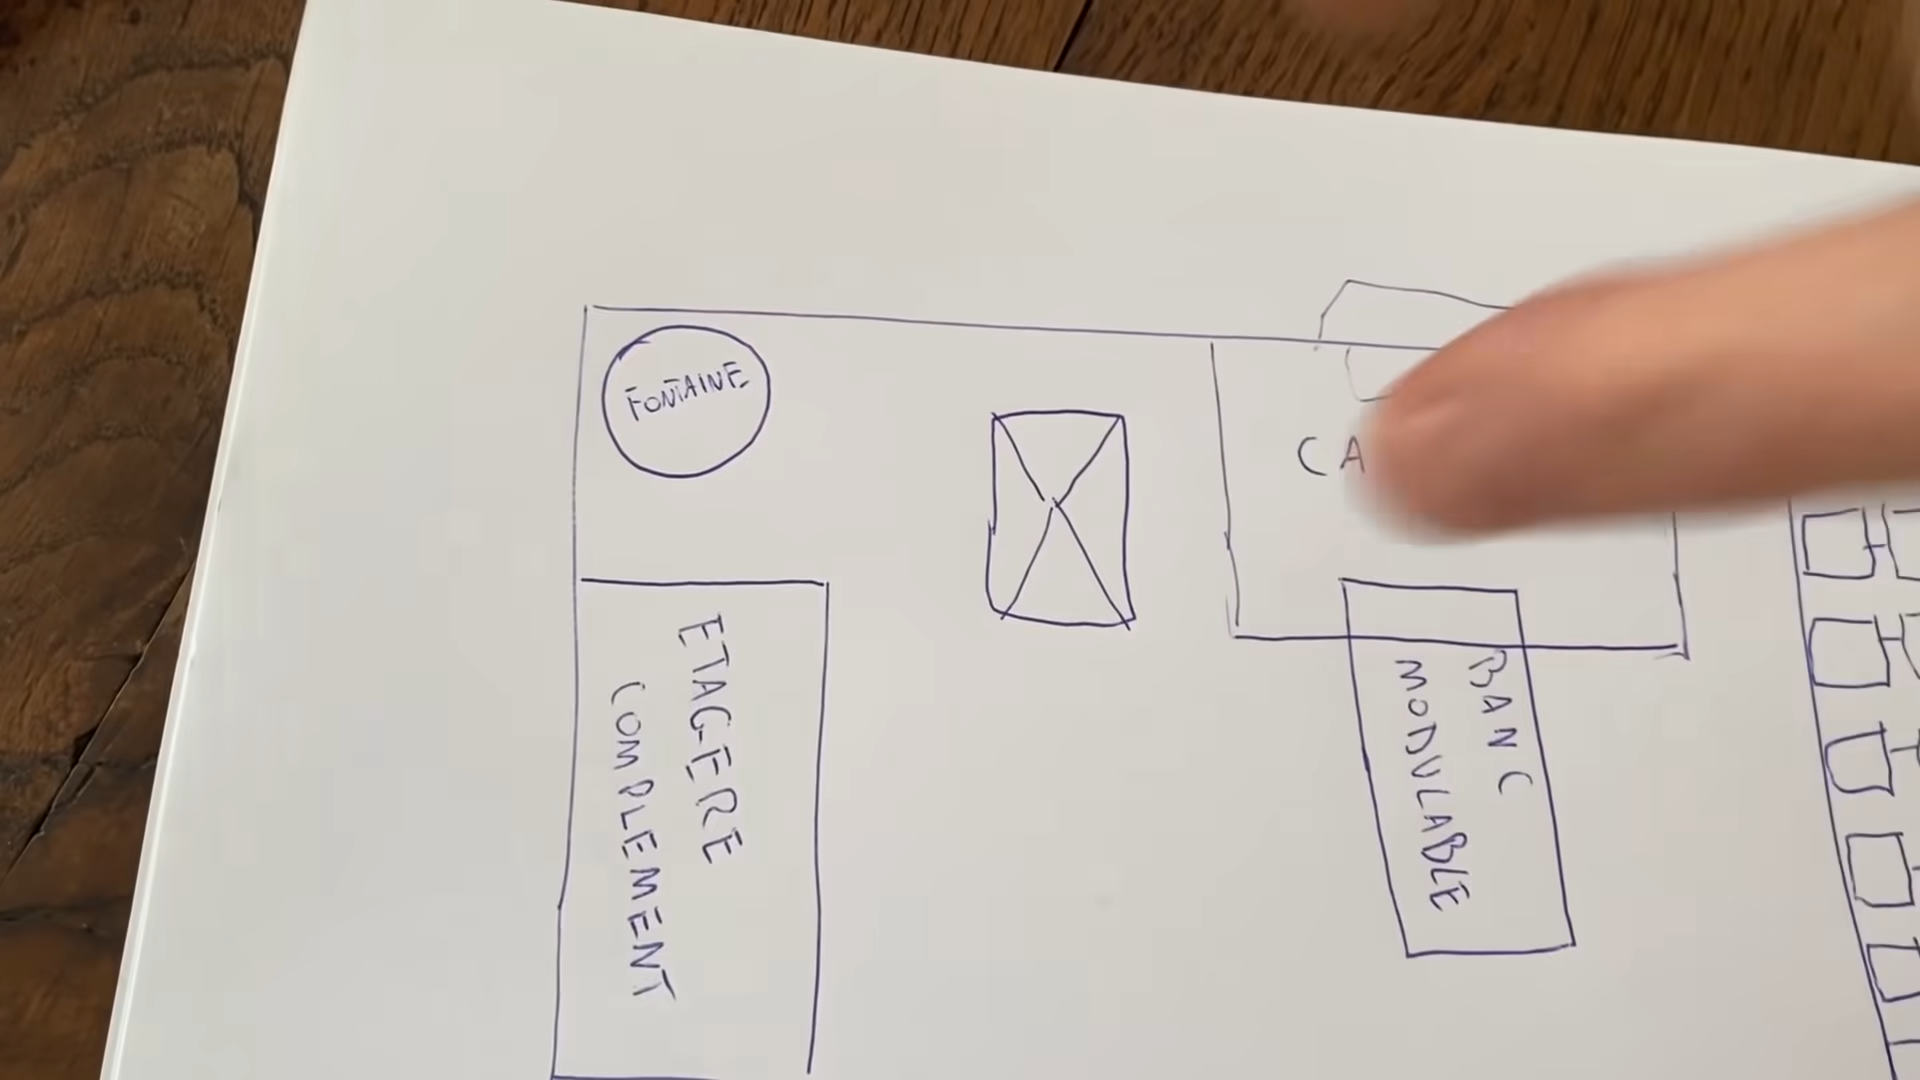 FONTAINE
CA
BANC
MODULABLE
ETAGERE
COMPLEMENT